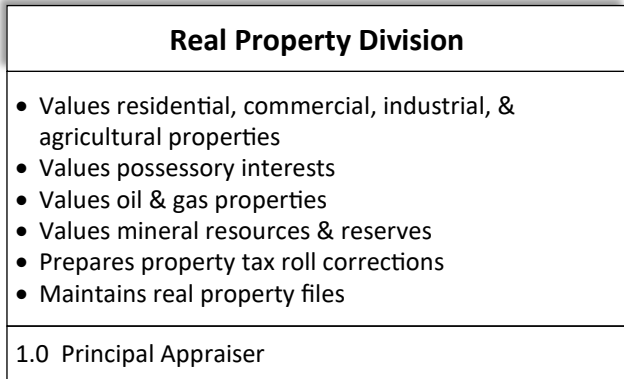 Real Property Division
• Values residential, commercial, industrial, &
agricultural properties
• Values possessory interests
• Values oil & gas properties
• Values mineral resources & reserves
• Prepares property tax roll corrections
• Maintains real property files
1.0 Principal Appraiser